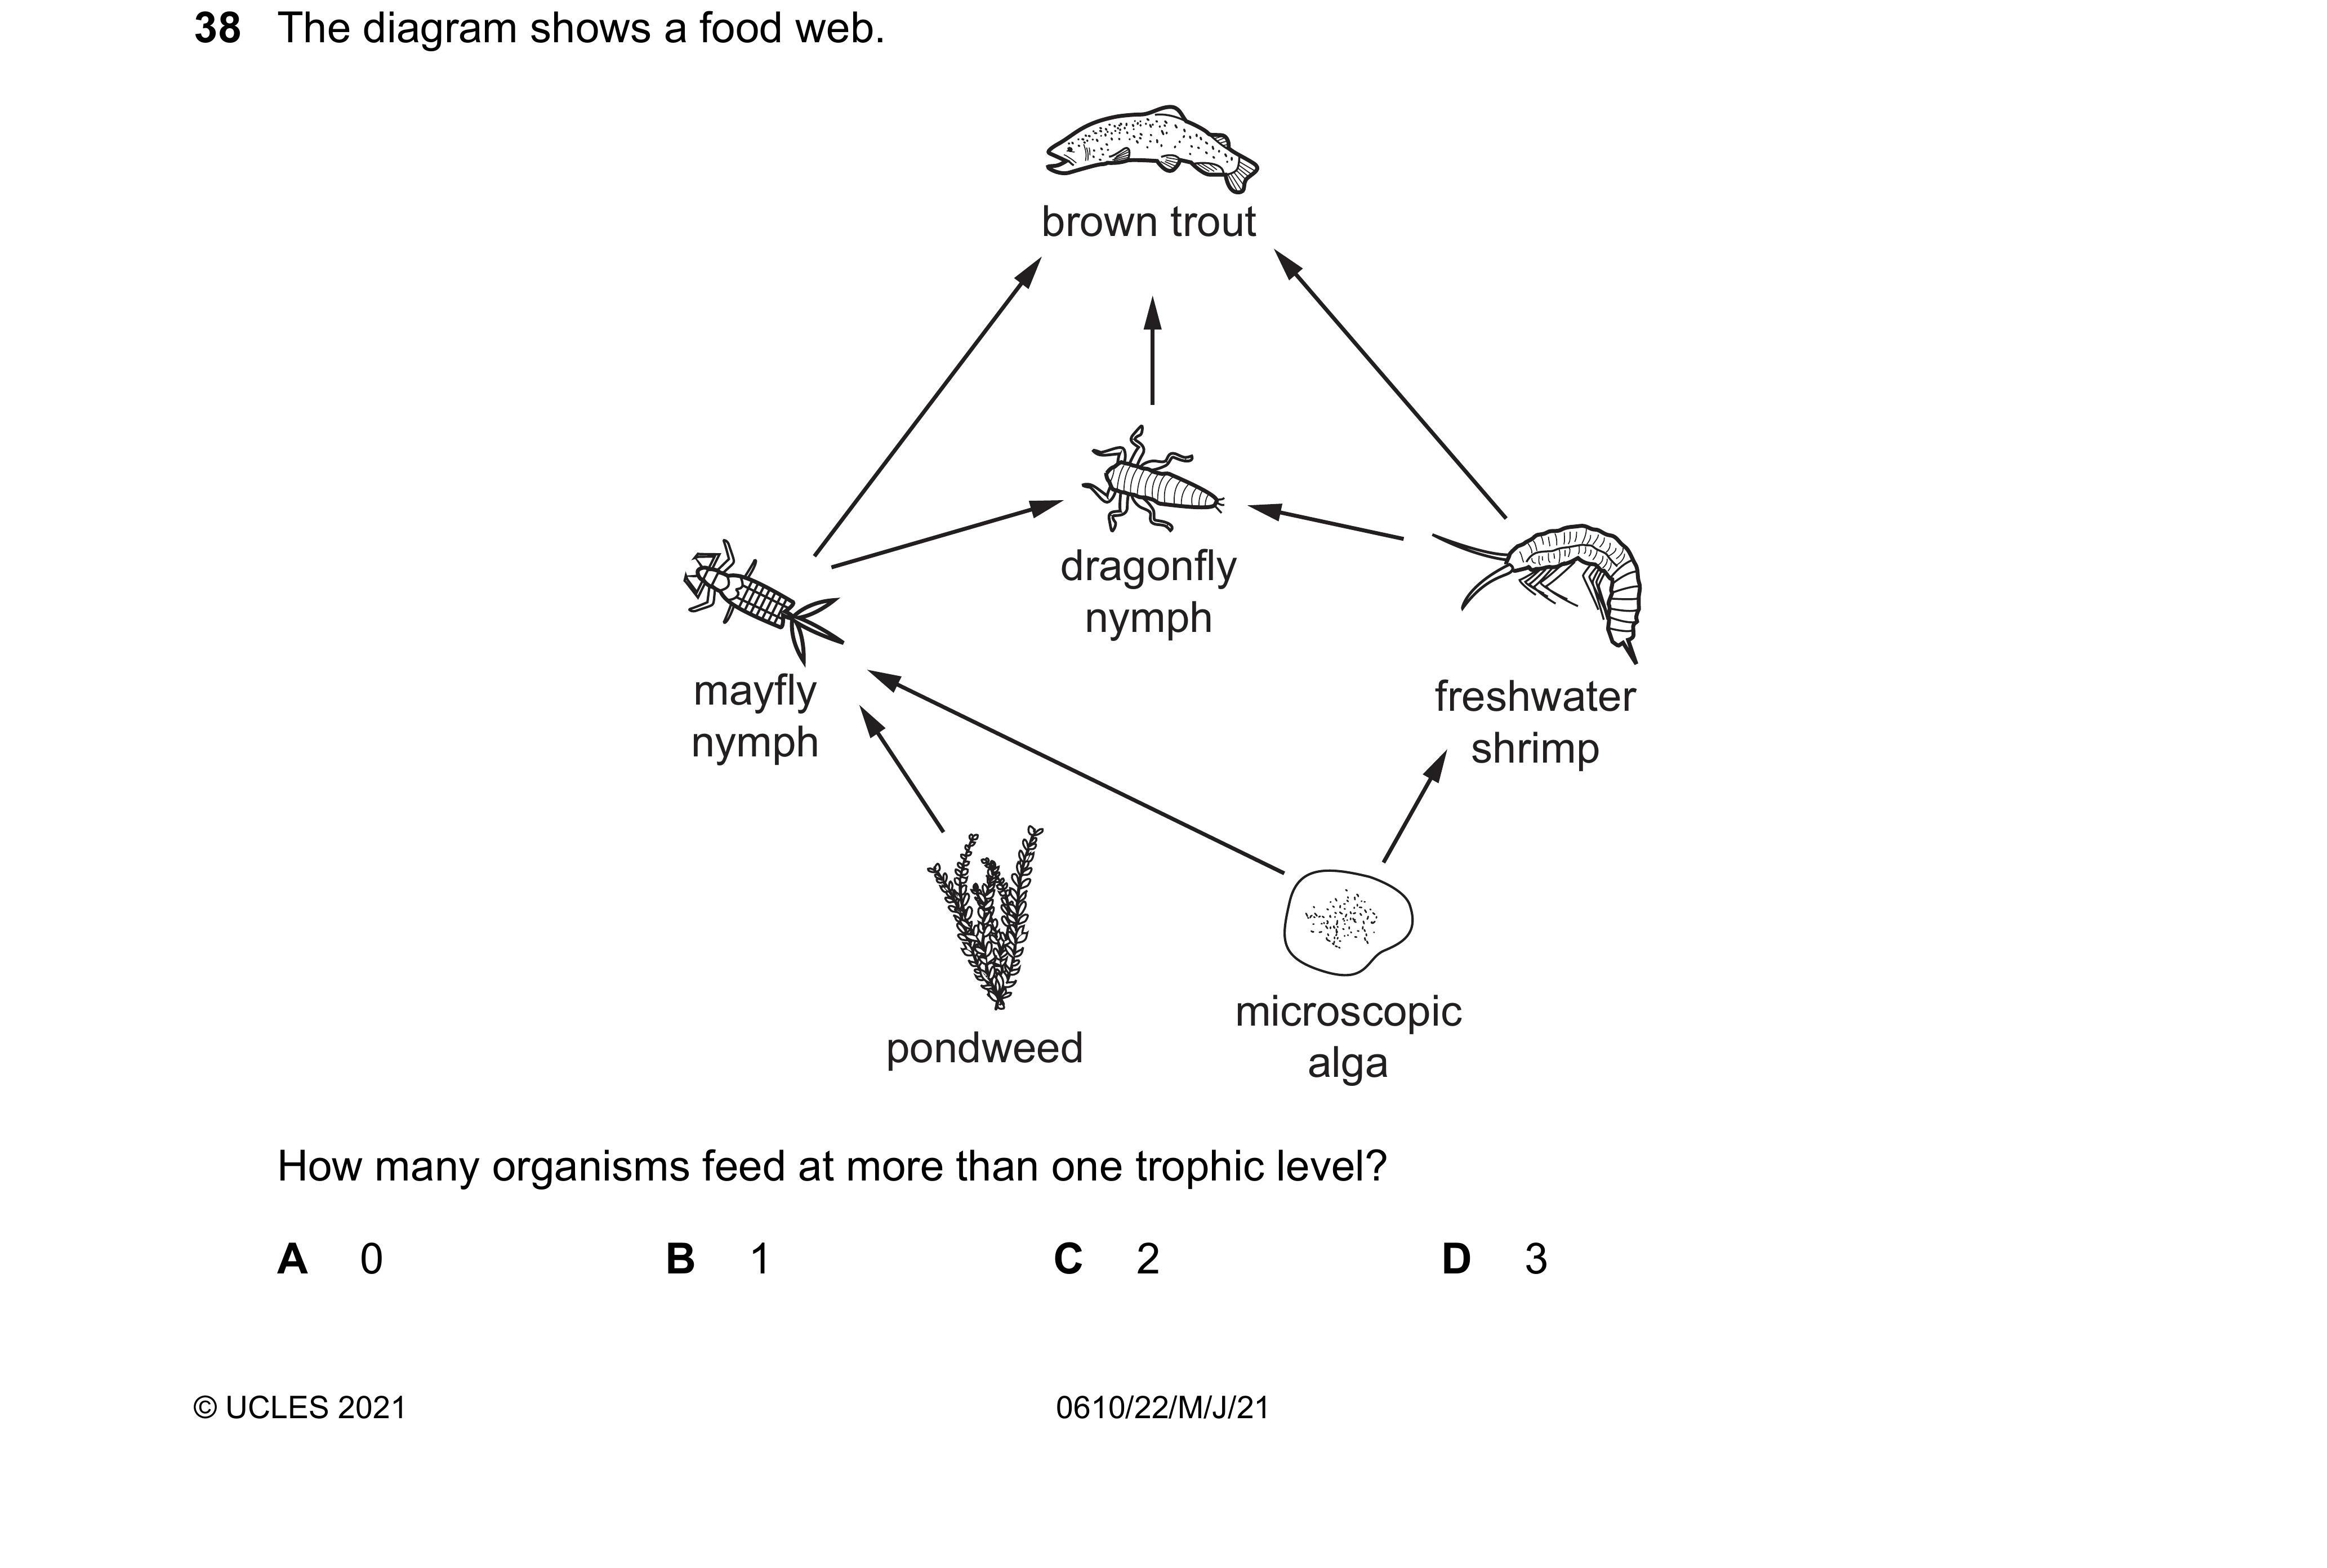 38 The diagram shows a food web.
brown trout
dragonfly
nymph
mayfly
nymph
freshwater
shrimp
pondweed
microscopic
alga
How many organisms feed at more than one trophic level?
A 0 B 1 C 2 D 3
© UCLES 2021 0610/22/M/J/21